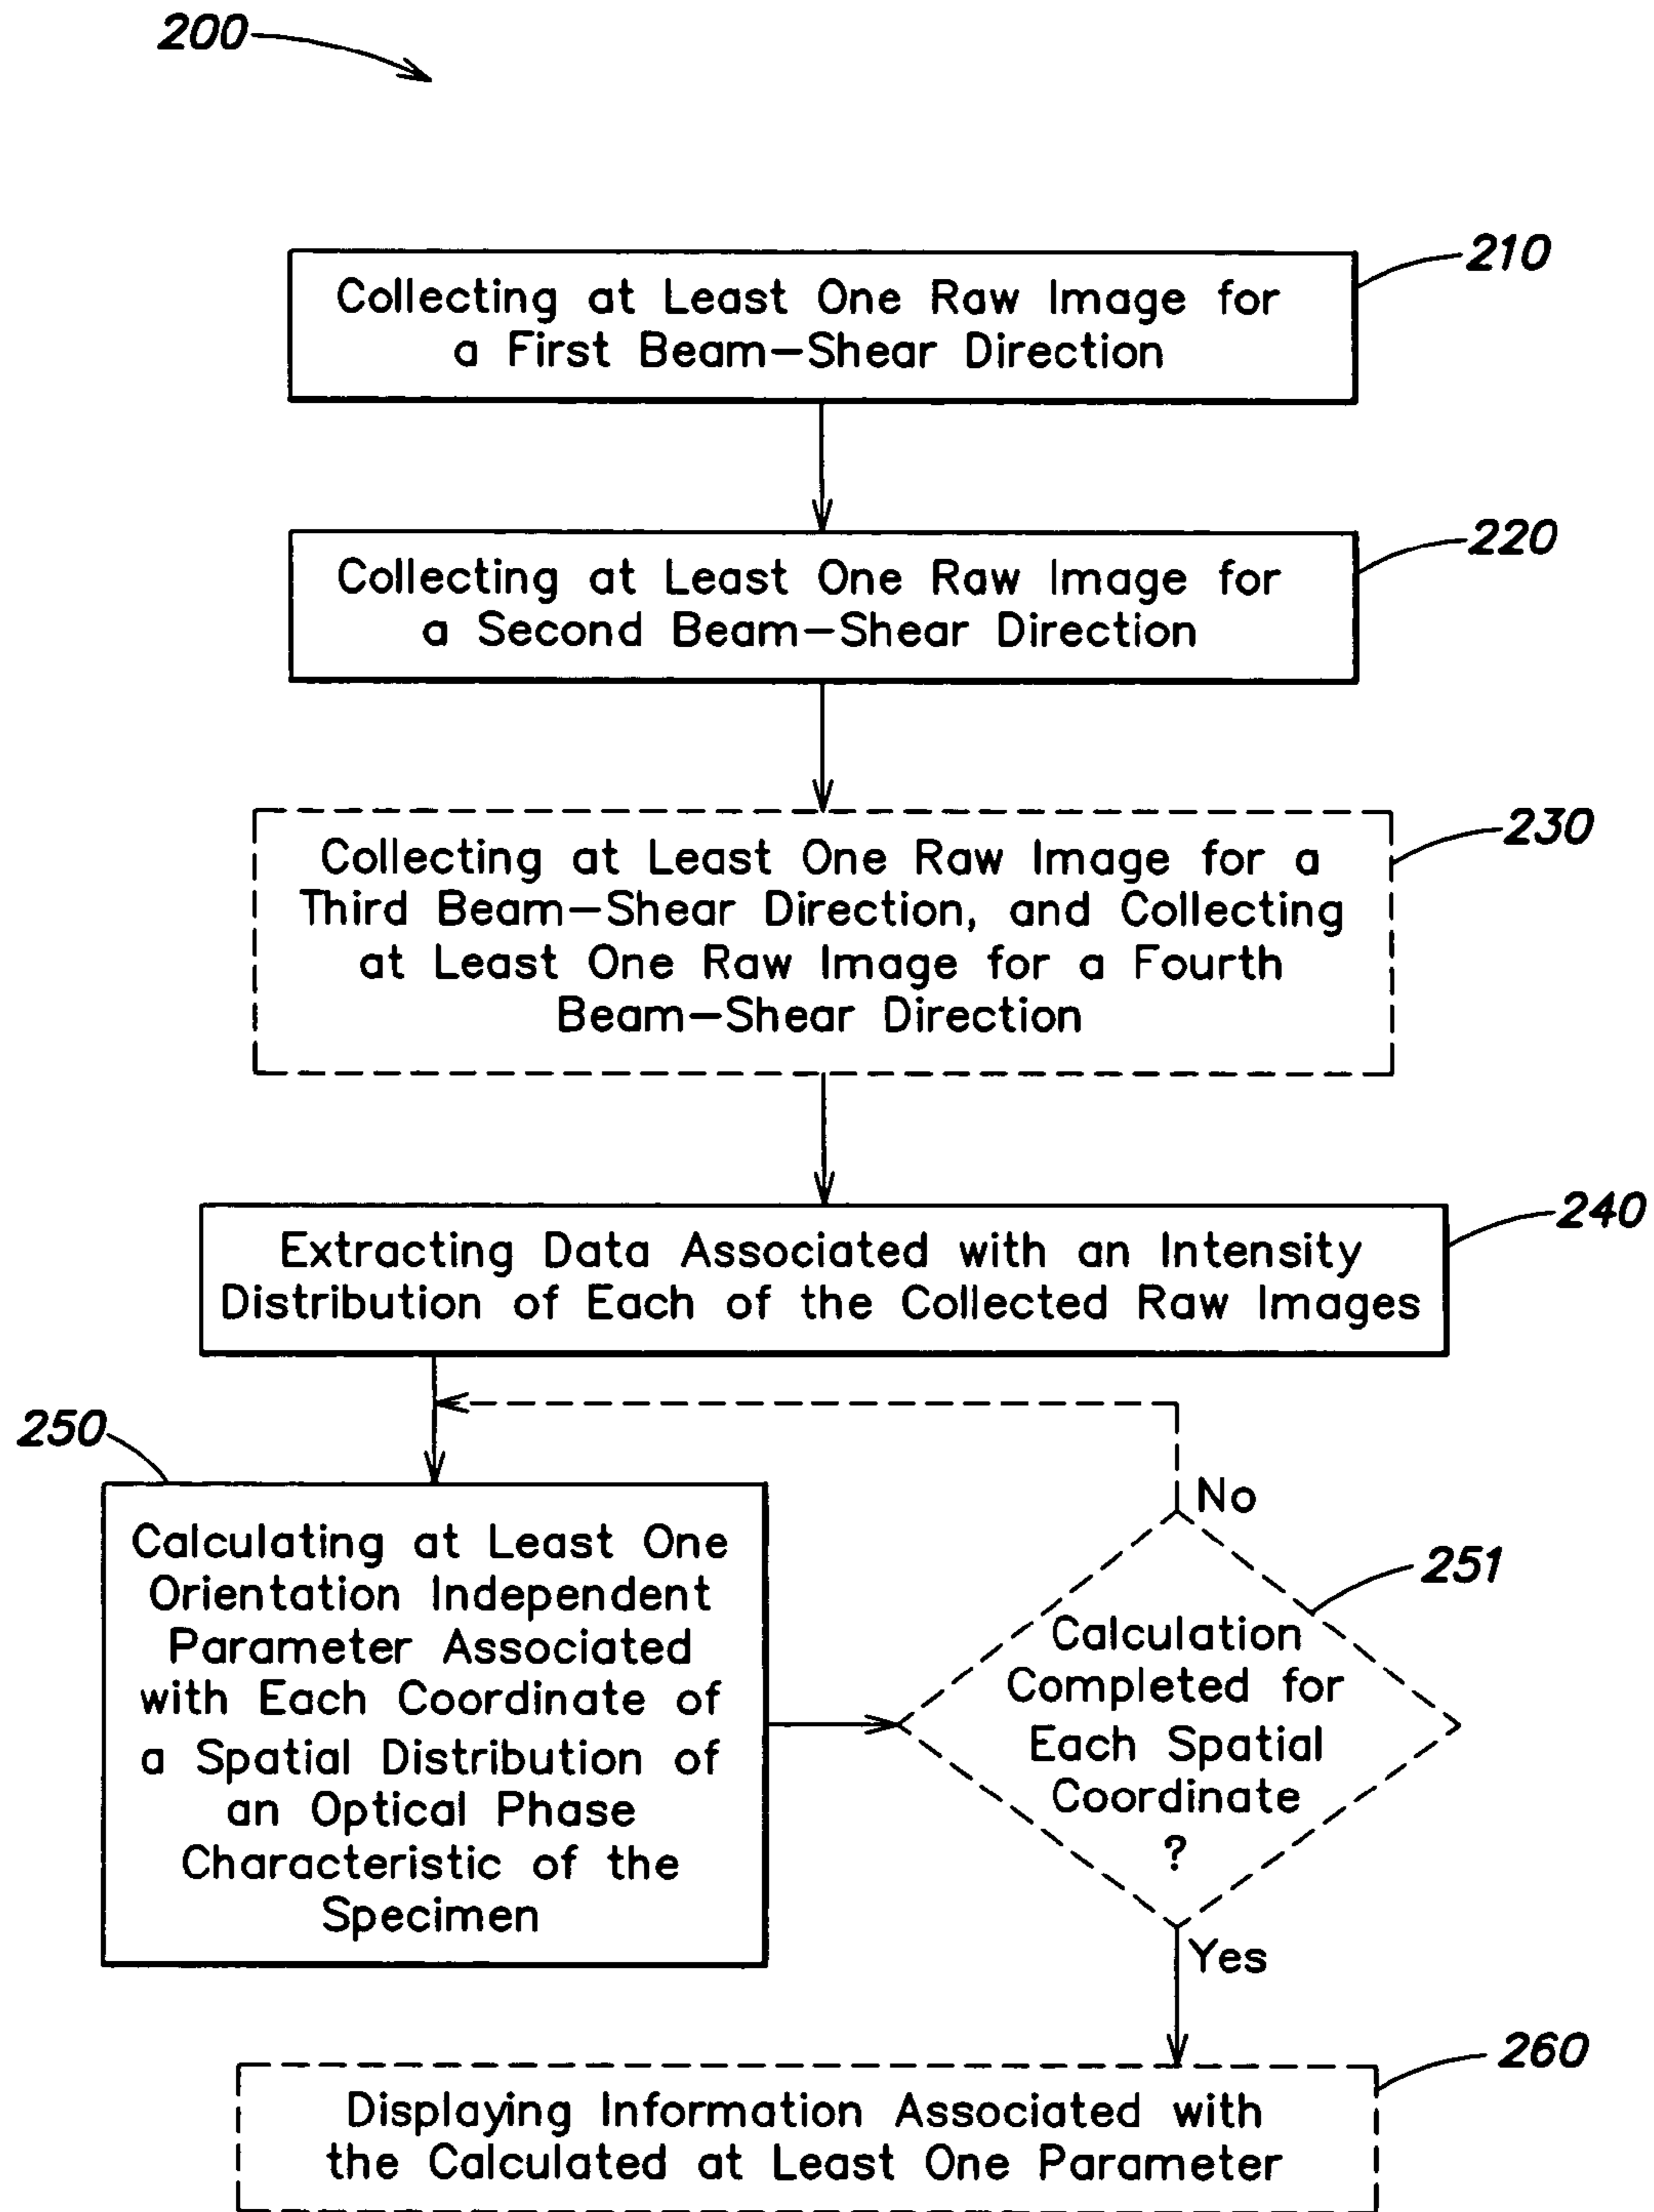 200
210
Collecting at Least One Raw Image for
a First Beam-Shear Direction
220
Collecting at Least One Raw Image for
a Second Beam-Shear Direction
230
Collecting at Least One Raw Image for a
Third Beam-Shear Direction, and Collecting
at Least One Raw Image for a Fourth
Beam-Shear Direction
240
Extracting Data Associated with an Intensity
Distribution of Each of the Collected Raw Images
250
Calculating at Least One
Orientation Independent
Parameter Associated
with Each Coordinate of
a Spatial Distribution of
an Optical Phase
Characteristic of the
Specimen
No
251
Calculation
Completed for
Each Spatial
Coordinate
?
Yes
260
Displaying Information Associated with
the Calculated at Least One Parameter